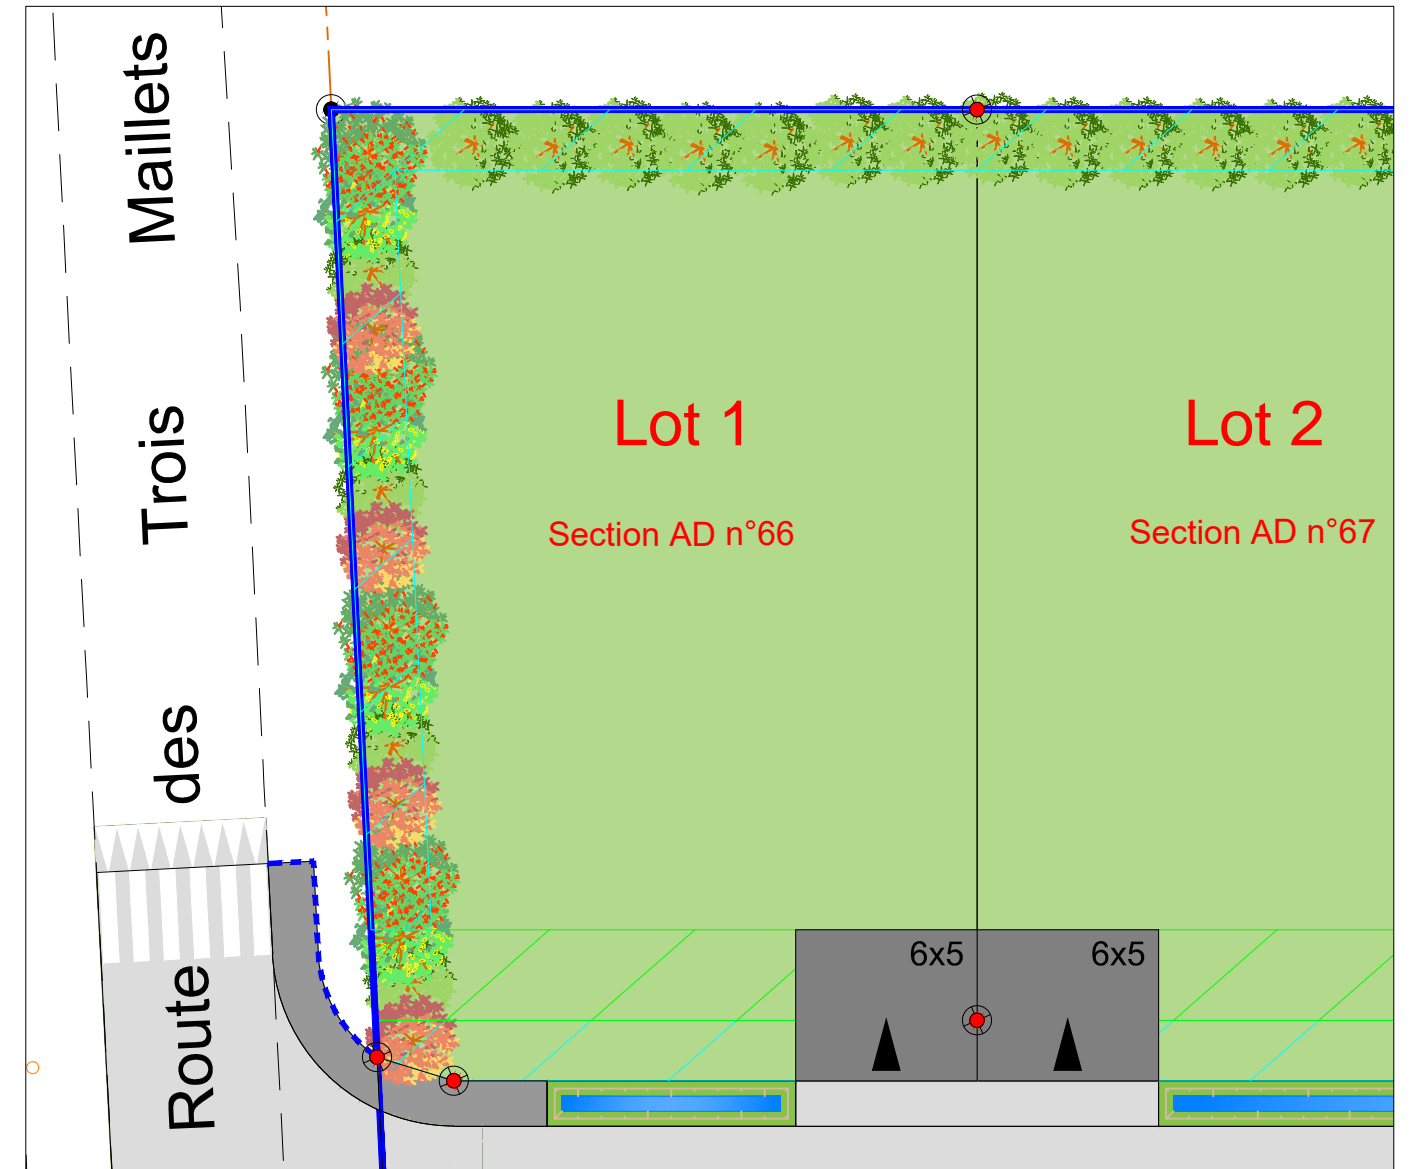 Route des Trois Maillets
Lot 1
Section AD n°66
Lot 2
Section AD n°67
6x5
6x5